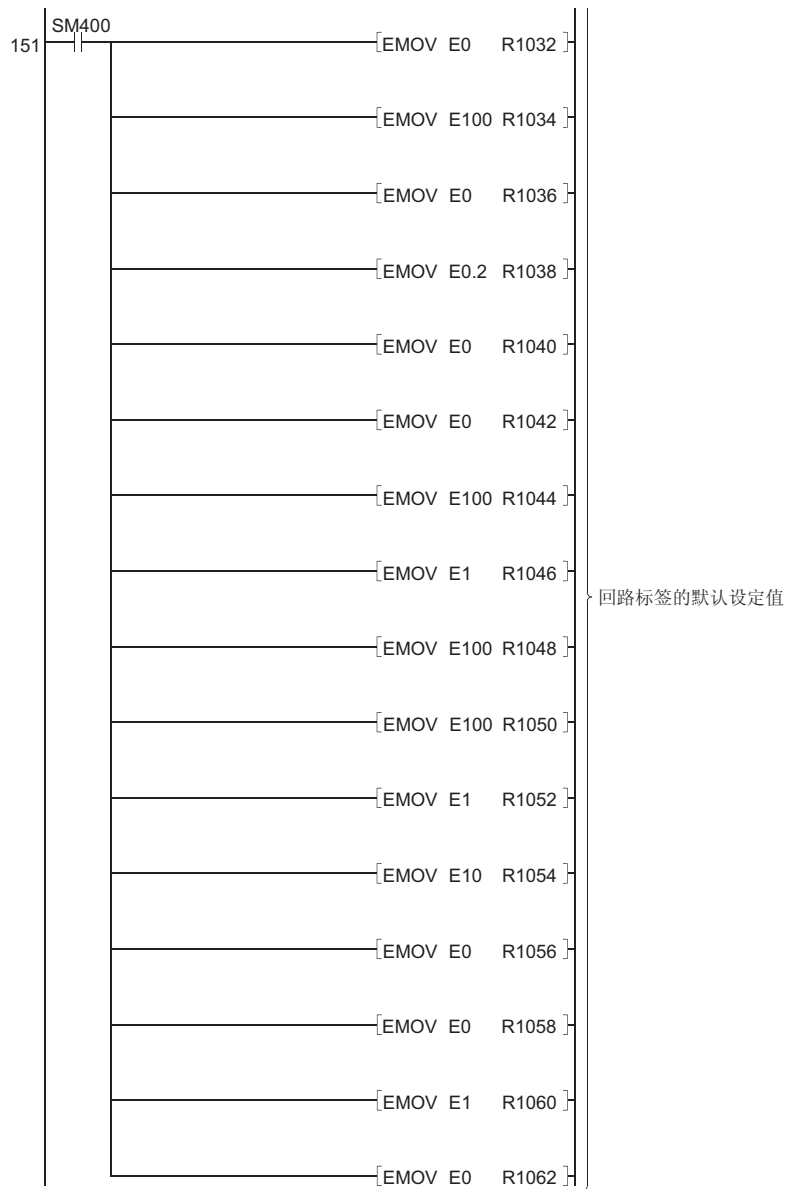 SM400
151 [EMOV E0 R1032]
[EMOV E100 R1034]
[EMOV E0 R1036]
[EMOV E0.2 R1038]
[EMOV E0 R1040]
[EMOV E0 R1042]
[EMOV E100 R1044]
[EMOV E1 R1046]
回路标签的默认设定值
[EMOV E100 R1048]
[EMOV E100 R1050]
[EMOV E1 R1052]
[EMOV E10 R1054]
[EMOV E0 R1056]
[EMOV E0 R1058]
[EMOV E1 R1060]
[EMOV E0 R1062]